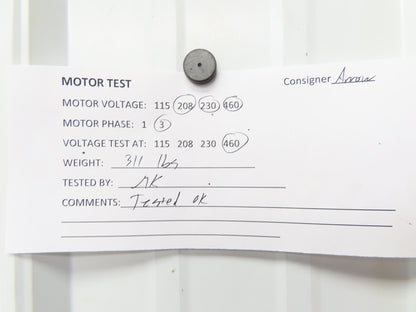 MOTOR TEST Consigner Arrow
MOTOR VOLTAGE: 115 208 230 460
MOTOR PHASE: 1 3
VOLTAGE TEST AT: 115 208 230 460
WEIGHT: 311 lbs
TESTED BY:
COMMENTS: Tested OK